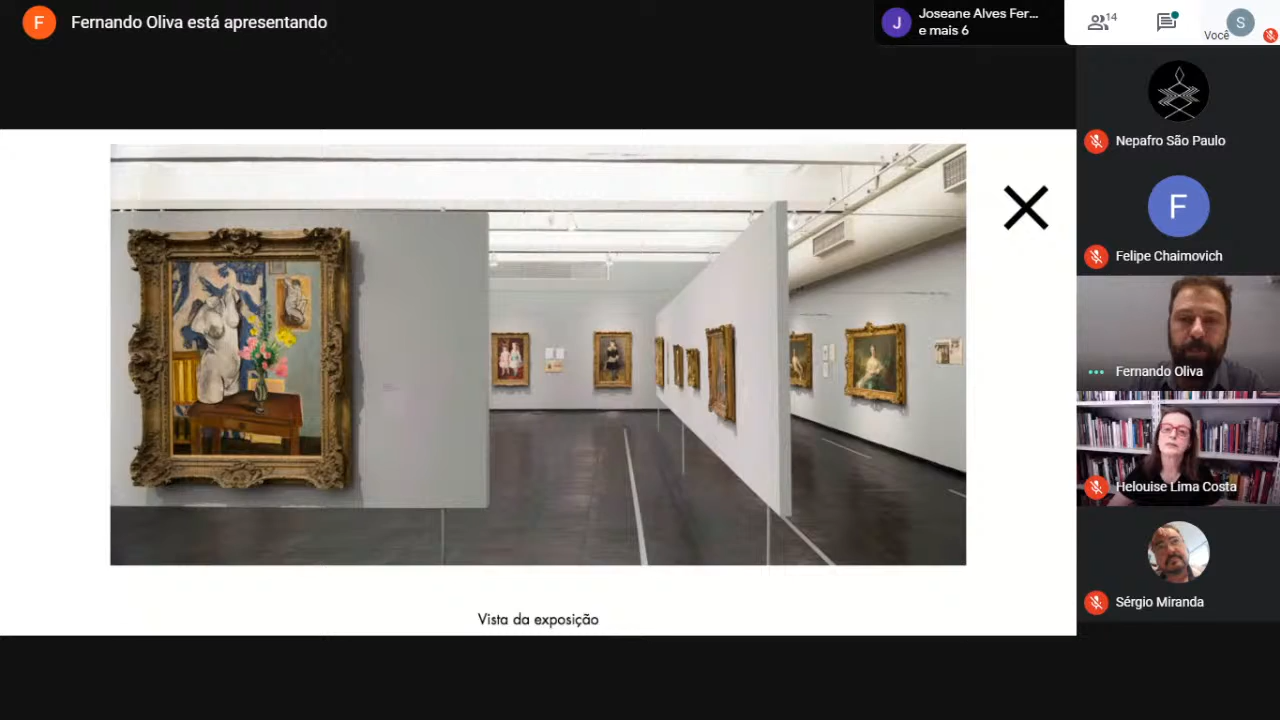 F
Fernando Oliva está apresentando
J
Joseane Alves Fer...
e mais 6
14
Você
S
Nepafro São Paulo
F
Felipe Chaimovich
Fernando Oliva
Helouise Lima Costa
Sérgio Miranda
Vista da exposição